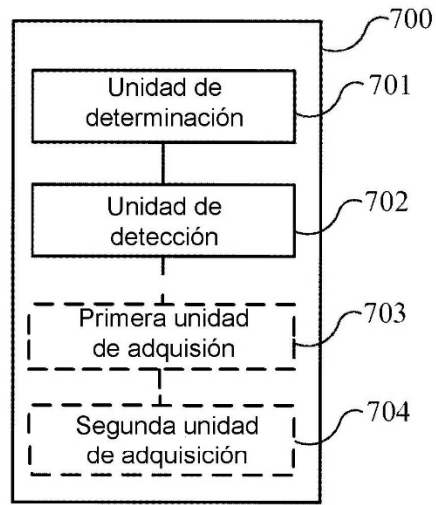 700
Unidad de
determinación
701
Unidad de
detección
702
Primera unidad
de adquisión
703
Segunda unidad
de adquisición
704